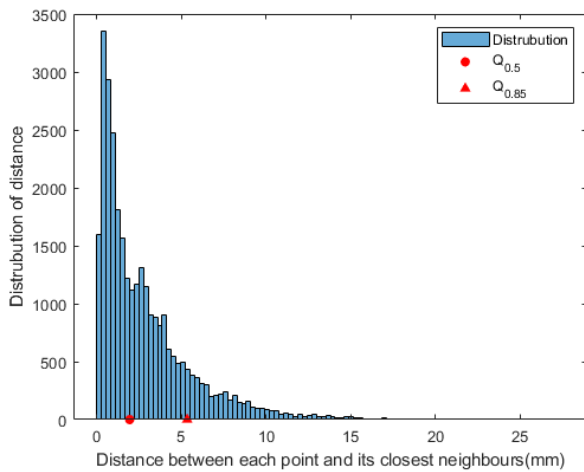 3500
3000
2500
2000
1500
1000
500
0
Distrubution of distance
Distrubution
Q0.5
Q0.85
0 5 10 15 20 25
Distance between each point and its closest neighbours(mm)